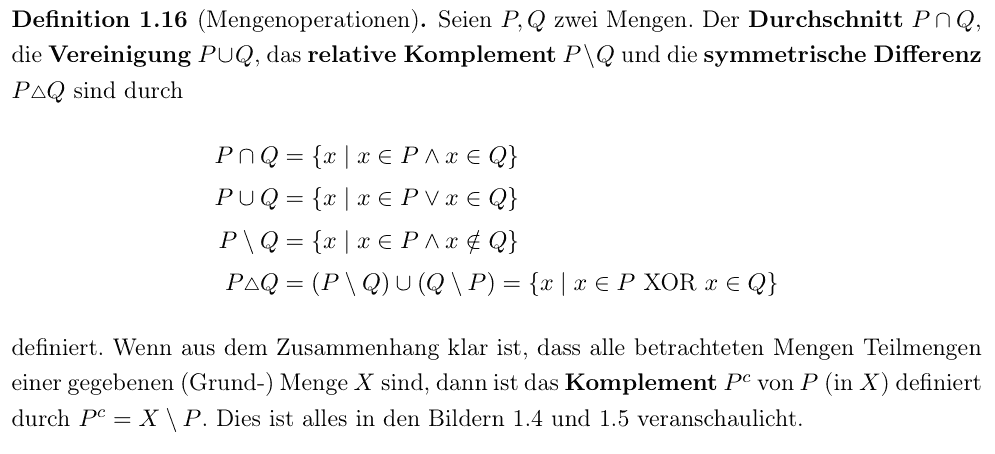 Definition 1.16 (Mengenoperationen). Seien P, Q zwei Mengen. Der Durchschnitt P ∩ Q,
die Vereinigung P∪Q, das relative Komplement P\Q und die symmetrische Differenz
P△Q sind durch
P ∩ Q = {x | x ∈ P ∧ x ∈ Q}
P ∪ Q = {x | x ∈ P ∨ x ∈ Q}
P \ Q = {x | x ∈ P ∧ x ∉ Q}
P△Q = (P \ Q) ∪ (Q \ P) = {x | x ∈ P XOR x ∈ Q}
definiert. Wenn aus dem Zusammenhang klar ist, dass alle betrachteten Mengen Teilmengen
einer gegebenen (Grund-) Menge X sind, dann ist das Komplement Pᶜ von P (in X) definiert
durch Pᶜ = X \ P. Dies ist alles in den Bildern 1.4 und 1.5 veranschaulicht.